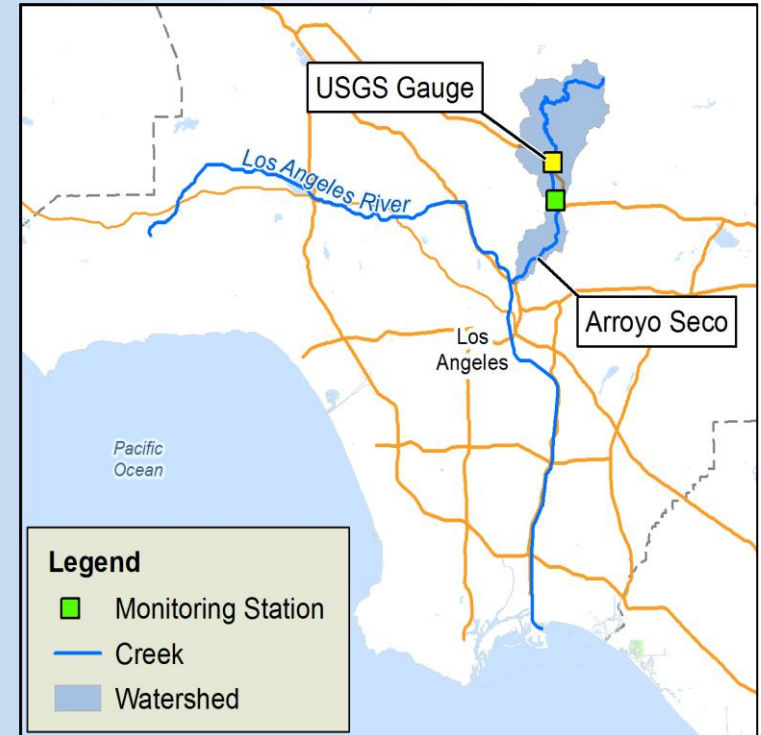 USGS Gauge
Los Angeles River
Arroyo Seco
Los
Angeles
Pacific
Ocean
Legend
Monitoring Station
Creek
Watershed